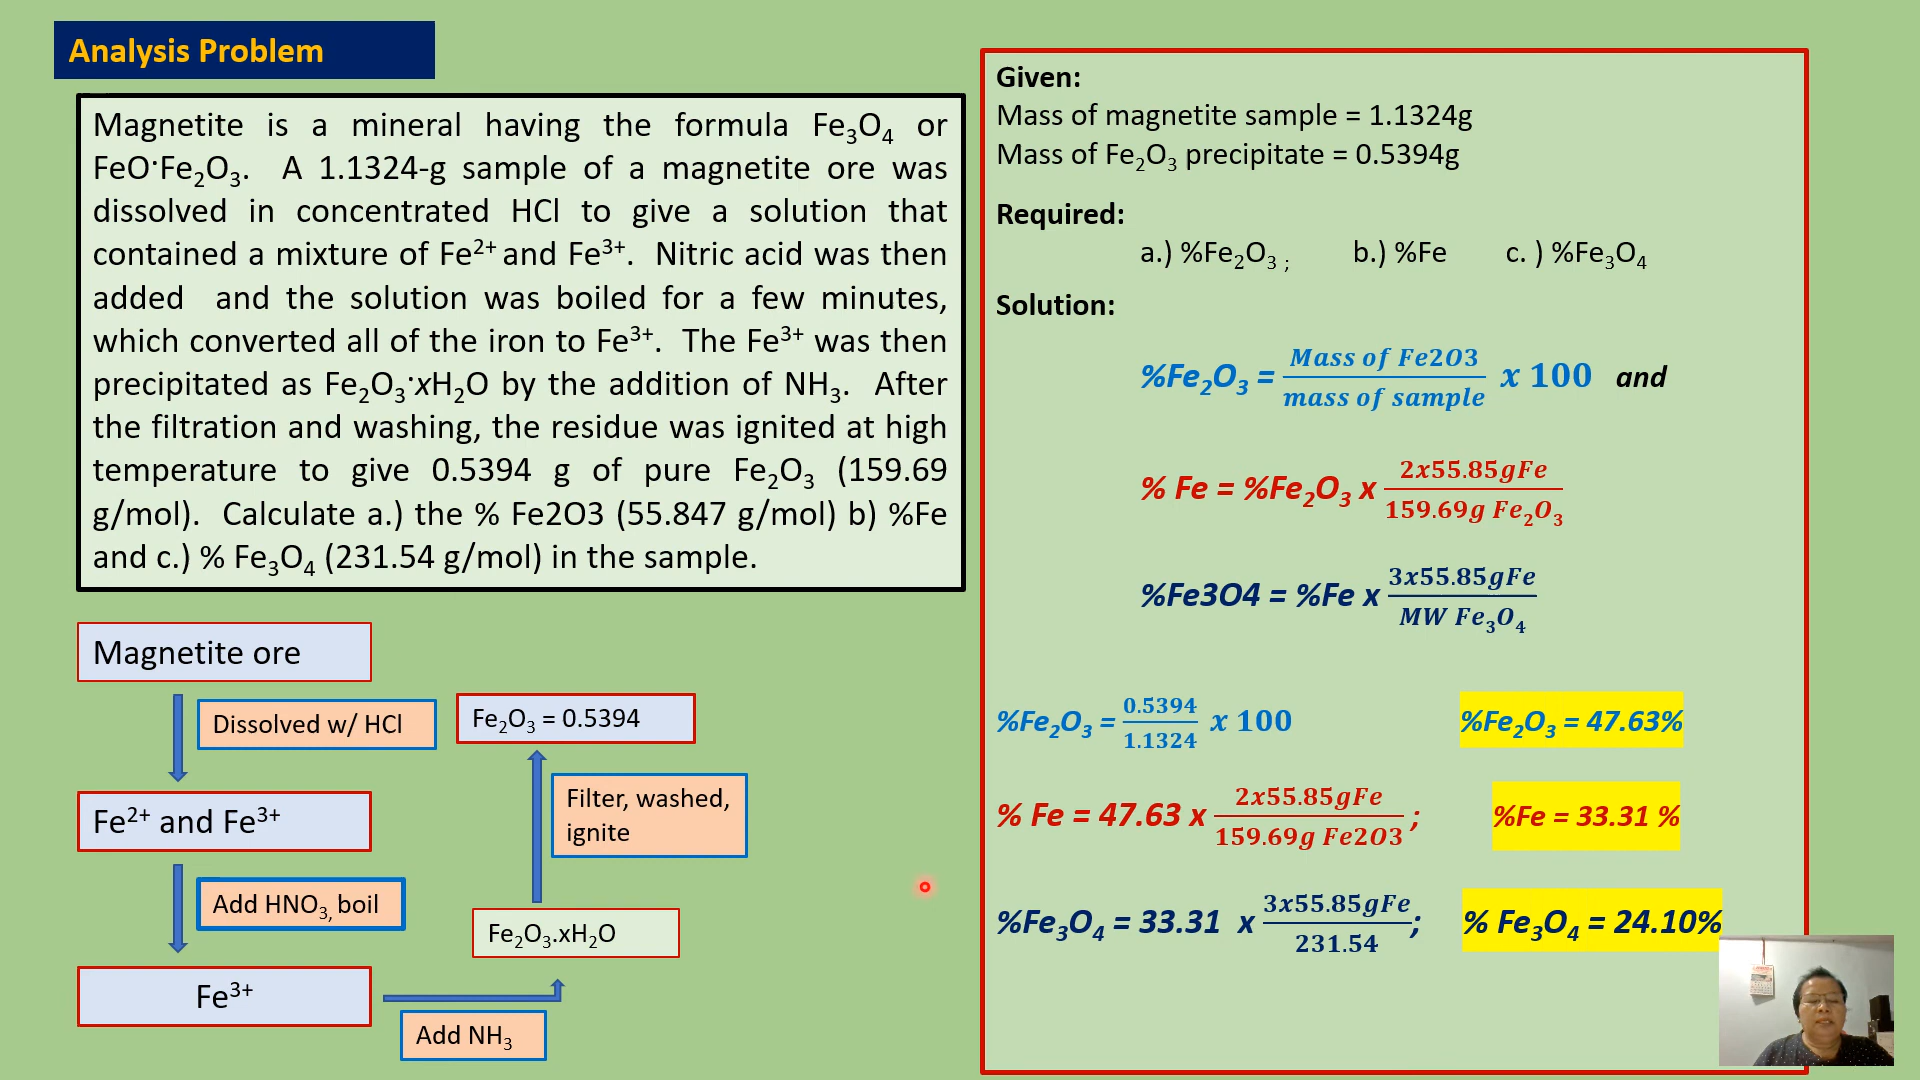 Analysis Problem
Magnetite is a mineral having the formula Fe₃O₄ or
FeO·Fe₂O₃. A 1.1324-g sample of a magnetite ore was
dissolved in concentrated HCl to give a solution that
contained a mixture of Fe²⁺ and Fe³⁺. Nitric acid was then
added and the solution was boiled for a few minutes,
which converted all of the iron to Fe³⁺. The Fe³⁺ was then
precipitated as Fe₂O₃·xH₂O by the addition of NH₃. After
the filtration and washing, the residue was ignited at high
temperature to give 0.5394 g of pure Fe₂O₃ (159.69
g/mol). Calculate a.) the % Fe2O3 (55.847 g/mol) b) %Fe
and c.) % Fe₃O₄ (231.54 g/mol) in the sample.
Magnetite ore
Dissolved w/ HCl
Fe₂O₃ = 0.5394
Fe²⁺ and Fe³⁺
Filter, washed,
ignite
Add HNO₃, boil
Fe₂O₃.xH₂O
Fe³⁺
Add NH₃
Given:
Mass of magnetite sample = 1.1324g
Mass of Fe₂O₃ precipitate = 0.5394g
Required:
a.) %Fe₂O₃ ; b.) %Fe c. ) %Fe₃O₄
Solution:
%Fe₂O₃ = Mass of Fe2O3 / mass of sample x 100 and
% Fe = %Fe₂O₃ x 2x55.85gFe / 159.69g Fe₂O₃
%Fe3O4 = %Fe x 3x55.85gFe / MW Fe₃O₄
%Fe₂O₃ = 0.5394 / 1.1324 x 100 %Fe₂O₃ = 47.63%
% Fe = 47.63 x 2x55.85gFe / 159.69g Fe2O3 ; %Fe = 33.31 %
%Fe₃O₄ = 33.31 x 3x55.85gFe / 231.54 ; % Fe₃O₄ = 24.10%